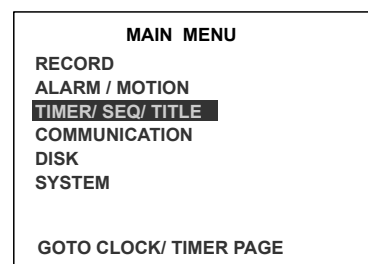 MAIN MENU
RECORD
ALARM / MOTION
TIMER/ SEQ/ TITLE
COMMUNICATION
DISK
SYSTEM
GOTO CLOCK/ TIMER PAGE